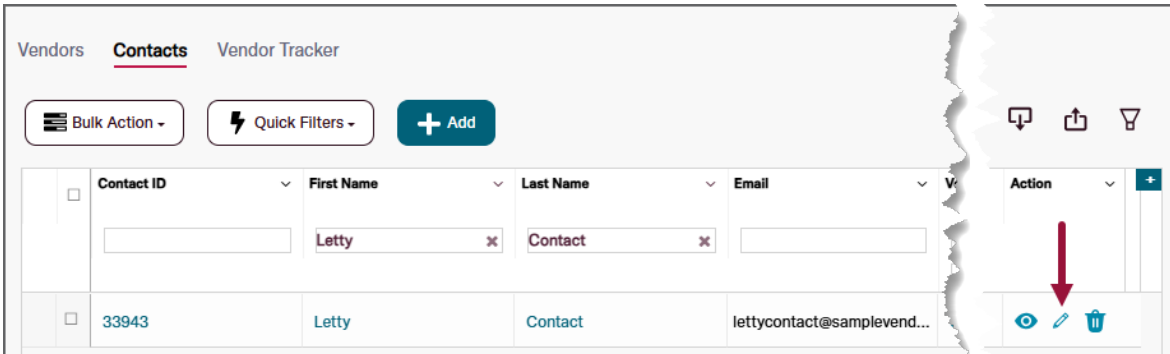 Vendors Contacts Vendor Tracker
Bulk Action Quick Filters Add
Contact ID First Name Last Name Email Action
Letty Contact
33943 Letty Contact lettycontact@samplevend...